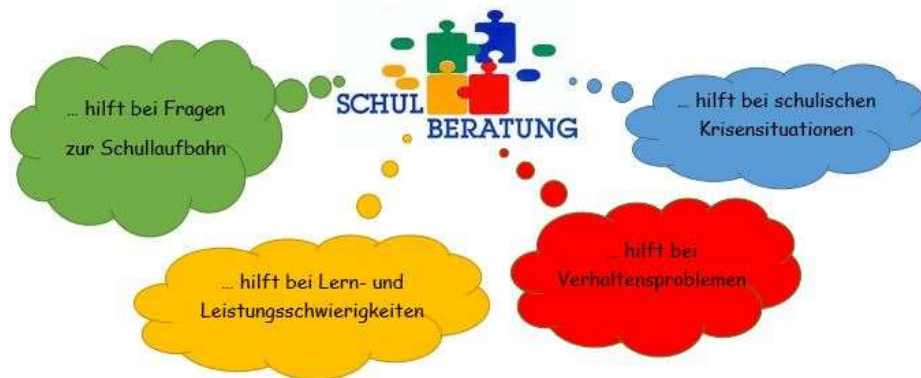 SCHUL
BERATUNG
... hilft bei Fragen
zur Schullaufbahn
... hilft bei schulischen
Krisensituationen
... hilft bei Lern- und
Leistungsschwierigkeiten
... hilft bei
Verhaltensproblemen